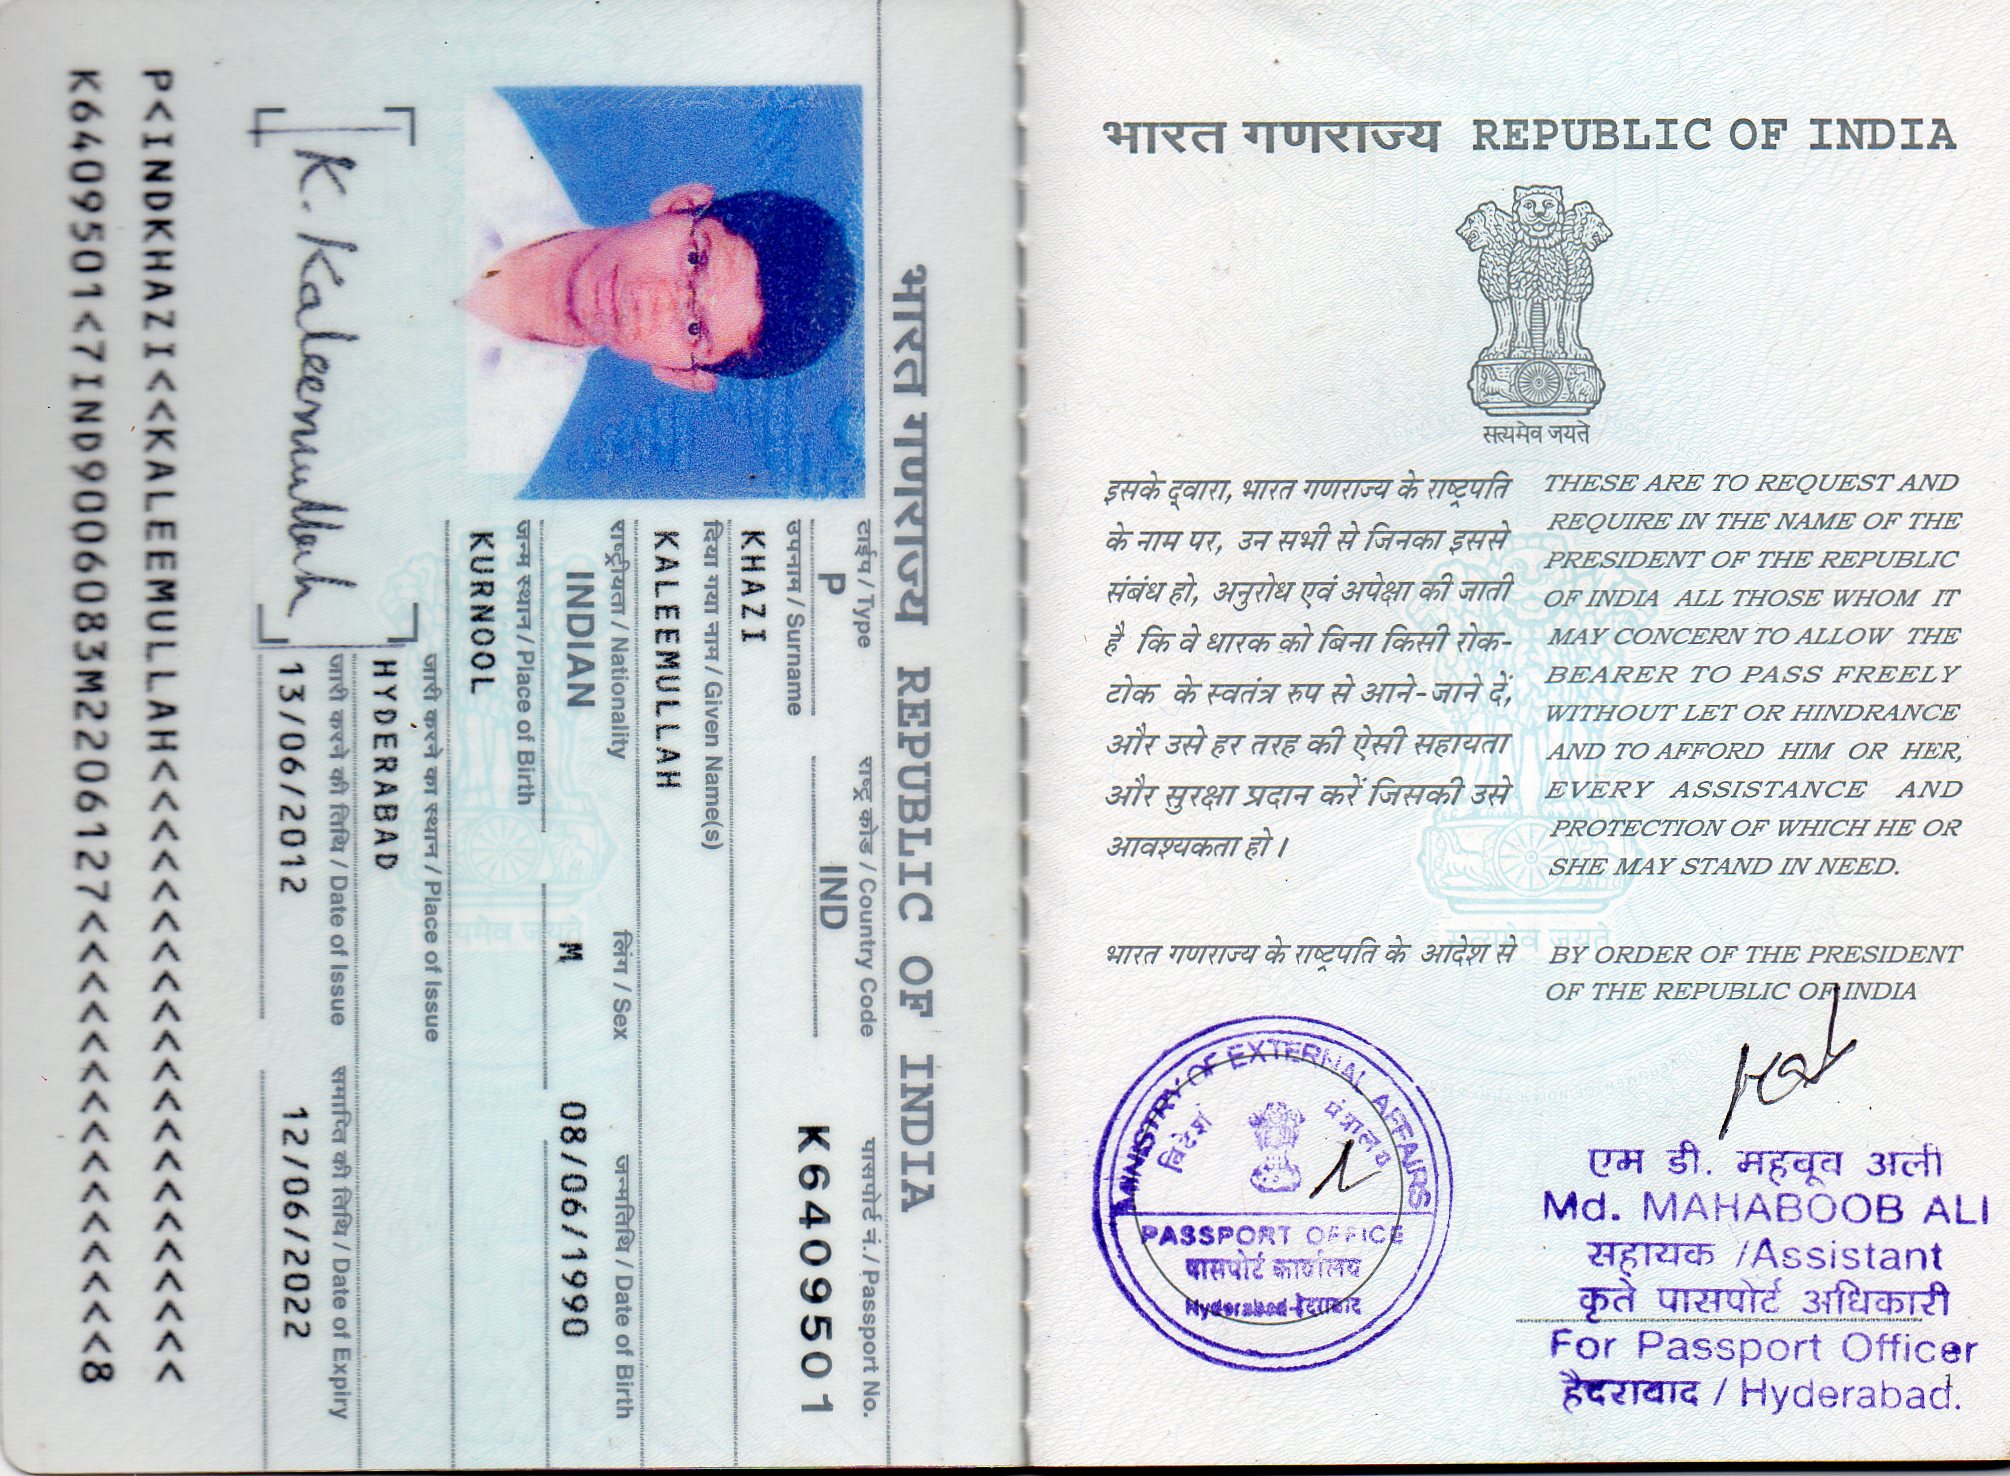 भारत गणराज्य REPUBLIC OF INDIA
टाईप / Type
P
राष्ट्र कोड / Country Code
IND
पासपोर्ट नं. / Passport No.
K6409501
उपनाम / Surname
KHAZI
दिया गया नाम / Given Name(s)
KALEEMULLAH
राष्ट्रीयता / Nationality
INDIAN
लिंग / Sex
M
जन्मतिथि / Date of Birth
08/06/1990
जन्म स्थान / Place of Birth
KURNOOL
जारी करने का स्थान / Place of Issue
HYDERABAD
जारी करने की तिथि / Date of Issue
13/06/2012
समाप्ति की तिथि / Date of Expiry
12/06/2022
K. Kaleemullah
P<INDKHAZI<<KALEEMULLAH<<<<<<<<<<<<<<<<<<<<<
K6409501<7IND9006083M2206127<<<<<<<<<<<<<<<8
भारत गणराज्य REPUBLIC OF INDIA
सत्यमेव जयते
इसके द्वारा, भारत गणराज्य के राष्ट्रपति
के नाम पर, उन सभी से जिनका इससे
संबंध हो, अनुरोध एवं अपेक्षा की जाती
है कि वे धारक को बिना किसी रोक-
टोक के स्वतंत्र रुप से आने-जाने दें,
और उसे हर तरह की ऐसी सहायता
और सुरक्षा प्रदान करें जिसकी उसे
आवश्यकता हो।
THESE ARE TO REQUEST AND
REQUIRE IN THE NAME OF THE
PRESIDENT OF THE REPUBLIC
OF INDIA ALL THOSE WHOM IT
MAY CONCERN TO ALLOW THE
BEARER TO PASS FREELY
WITHOUT LET OR HINDRANCE
AND TO AFFORD HIM OR HER,
EVERY ASSISTANCE AND
PROTECTION OF WHICH HE OR
SHE MAY STAND IN NEED.
भारत गणराज्य के राष्ट्रपति के आदेश से
BY ORDER OF THE PRESIDENT
OF THE REPUBLIC OF INDIA
MINISTRY OF EXTERNAL AFFAIRS
विदेश मंत्रालय
PASSPORT OFFICE
पासपोर्ट कार्यालय
Hyderabad-हैदराबाद
एम डी. महबूव अली
Md. MAHABOOB ALI
सहायक /Assistant
कृते पासपोर्ट अधिकारी
For Passport Officer
हैदराबाद / Hyderabad.